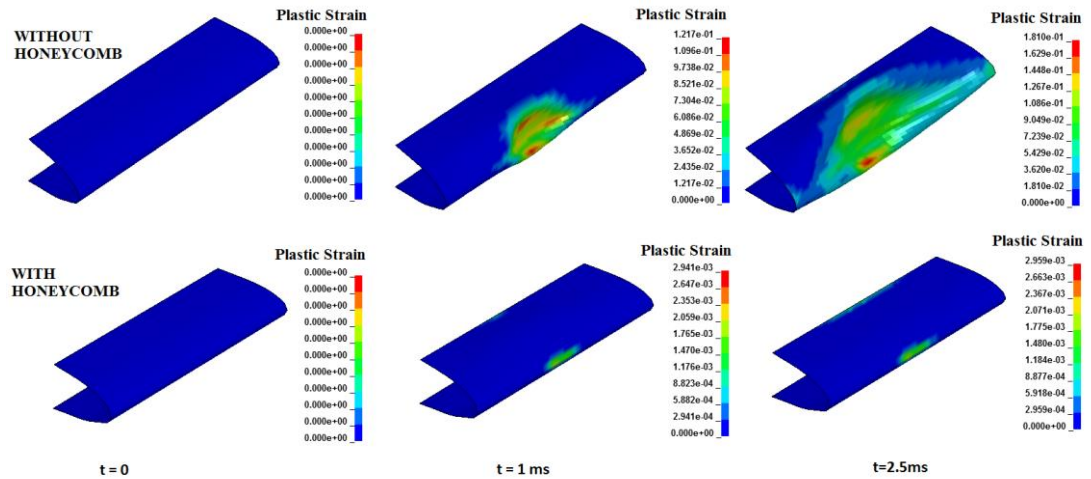 WITHOUT
HONEYCOMB
Plastic Strain
0.000e+00
0.000e+00
0.000e+00
0.000e+00
0.000e+00
0.000e+00
0.000e+00
0.000e+00
0.000e+00
0.000e+00
0.000e+00
Plastic Strain
1.217e-01
1.096e-01
9.738e-02
8.521e-02
7.304e-02
6.086e-02
4.869e-02
3.652e-02
2.435e-02
1.217e-02
0.000e+00
Plastic Strain
1.810e-01
1.629e-01
1.448e-01
1.267e-01
1.086e-01
9.049e-02
7.239e-02
5.429e-02
3.620e-02
1.810e-02
0.000e+00
WITH
HONEYCOMB
Plastic Strain
0.000e+00
0.000e+00
0.000e+00
0.000e+00
0.000e+00
0.000e+00
0.000e+00
0.000e+00
0.000e+00
0.000e+00
0.000e+00
Plastic Strain
2.941e-03
2.647e-03
2.353e-03
2.059e-03
1.765e-03
1.470e-03
1.176e-03
8.823e-04
5.882e-04
2.941e-04
0.000e+00
Plastic Strain
2.959e-03
2.663e-03
2.367e-03
2.071e-03
1.775e-03
1.480e-03
1.184e-03
8.877e-04
5.918e-04
2.959e-04
0.000e+00
t = 0
t = 1 ms
t=2.5ms